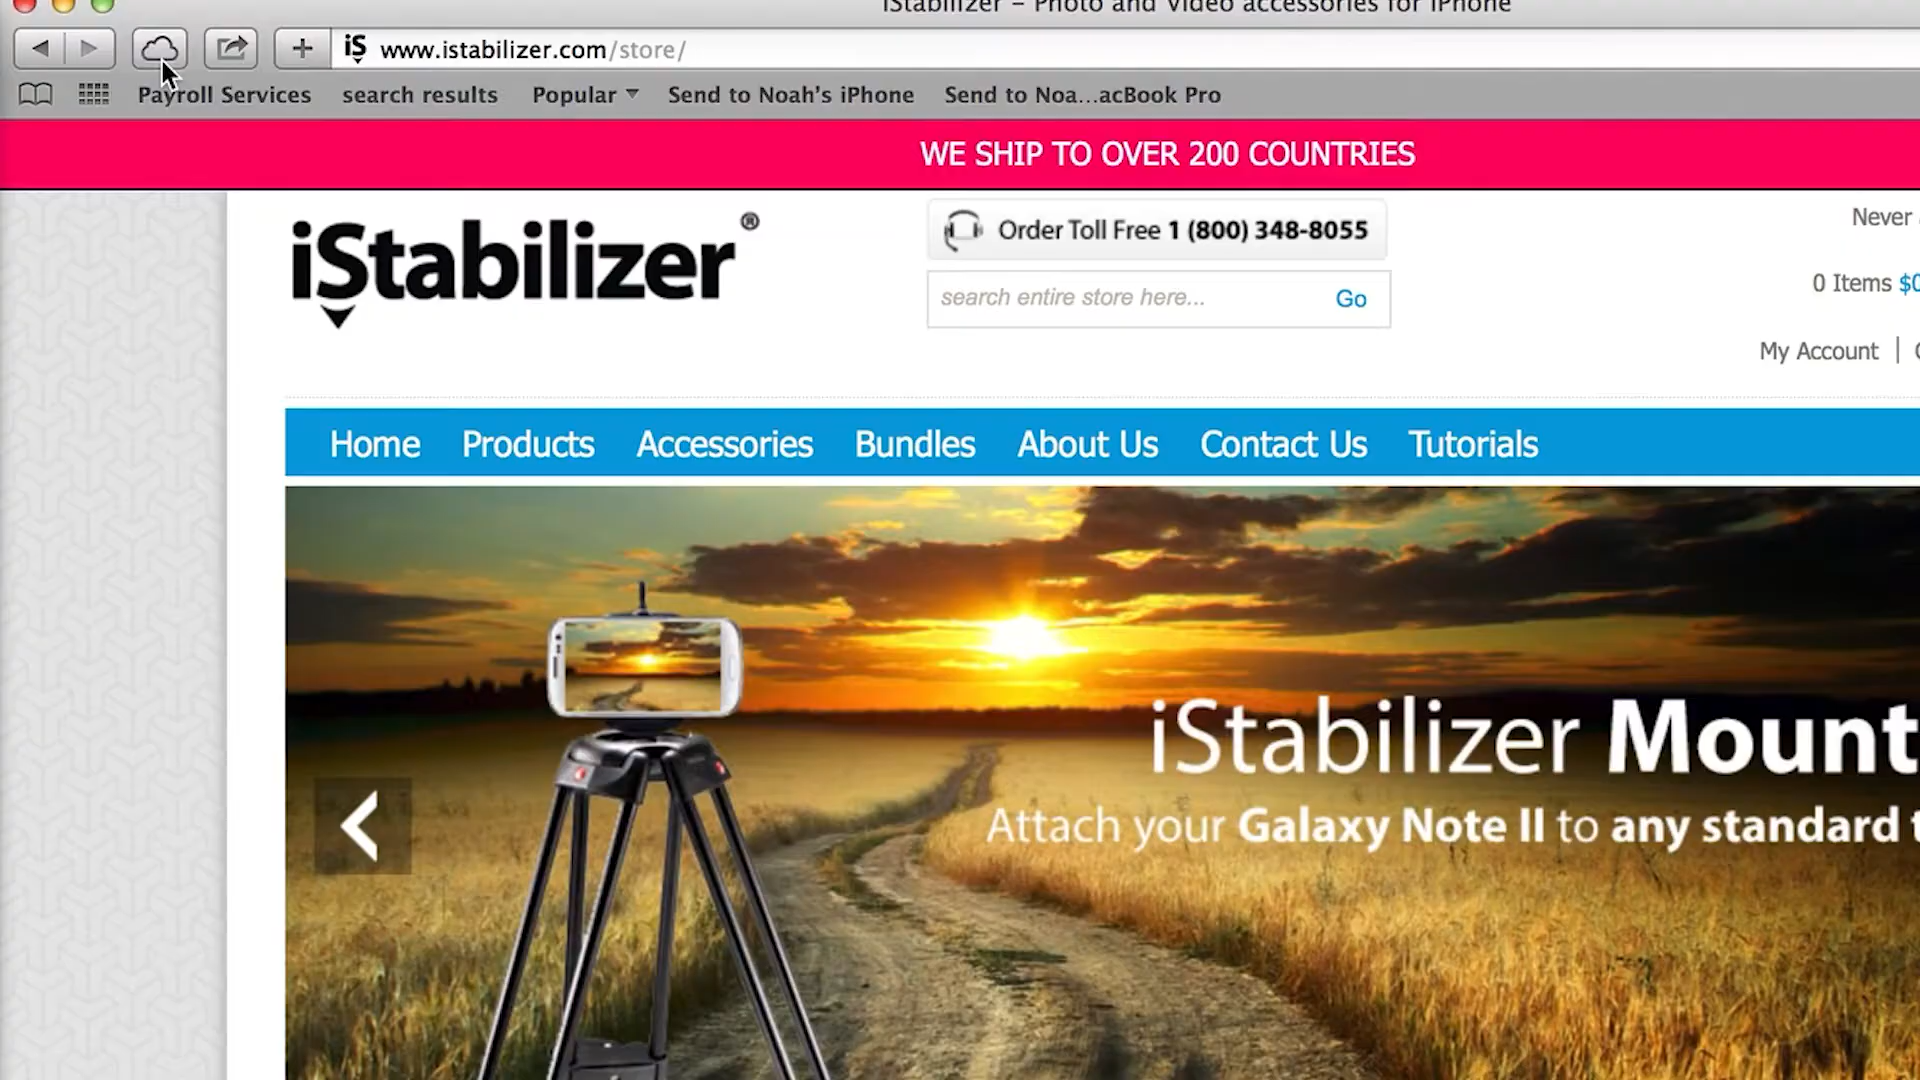 iStabilizer – Photo and Video accessories for iPhone
iS www.istabilizer.com/store/
Payroll Services search results Popular Send to Noah's iPhone Send to Noa...acBook Pro
WE SHIP TO OVER 200 COUNTRIES
iStabilizer®
Order Toll Free 1 (800) 348-8055
Never
search entire store here... Go
0 Items $0
My Account |
Home Products Accessories Bundles About Us Contact Us Tutorials
iStabilizer Mount
Attach your Galaxy Note II to any standard t